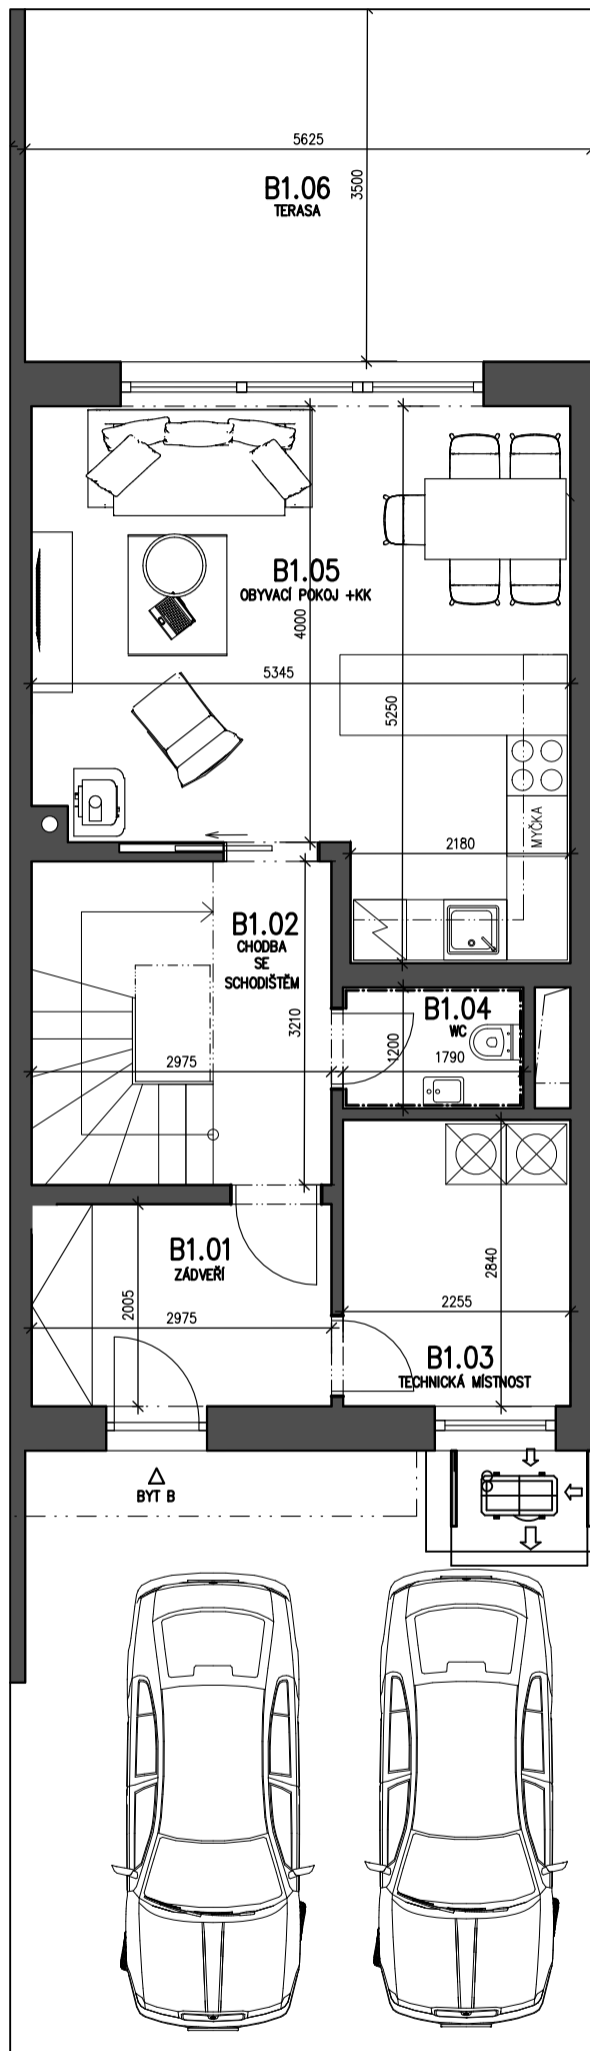 5625
B1.06
TERASA
3500
B1.05
OBYVACÍ POKOJ +KK
4000
5345
5250
MYČKA
2180
B1.02
CHODBA
SE
SCHODIŠTĚM
3210
B1.04
WC
1200
2975
1790
B1.01
ZÁDVEŘÍ
2005
2975
2840
2255
B1.03
TECHNICKÁ MÍSTNOST
BYT B